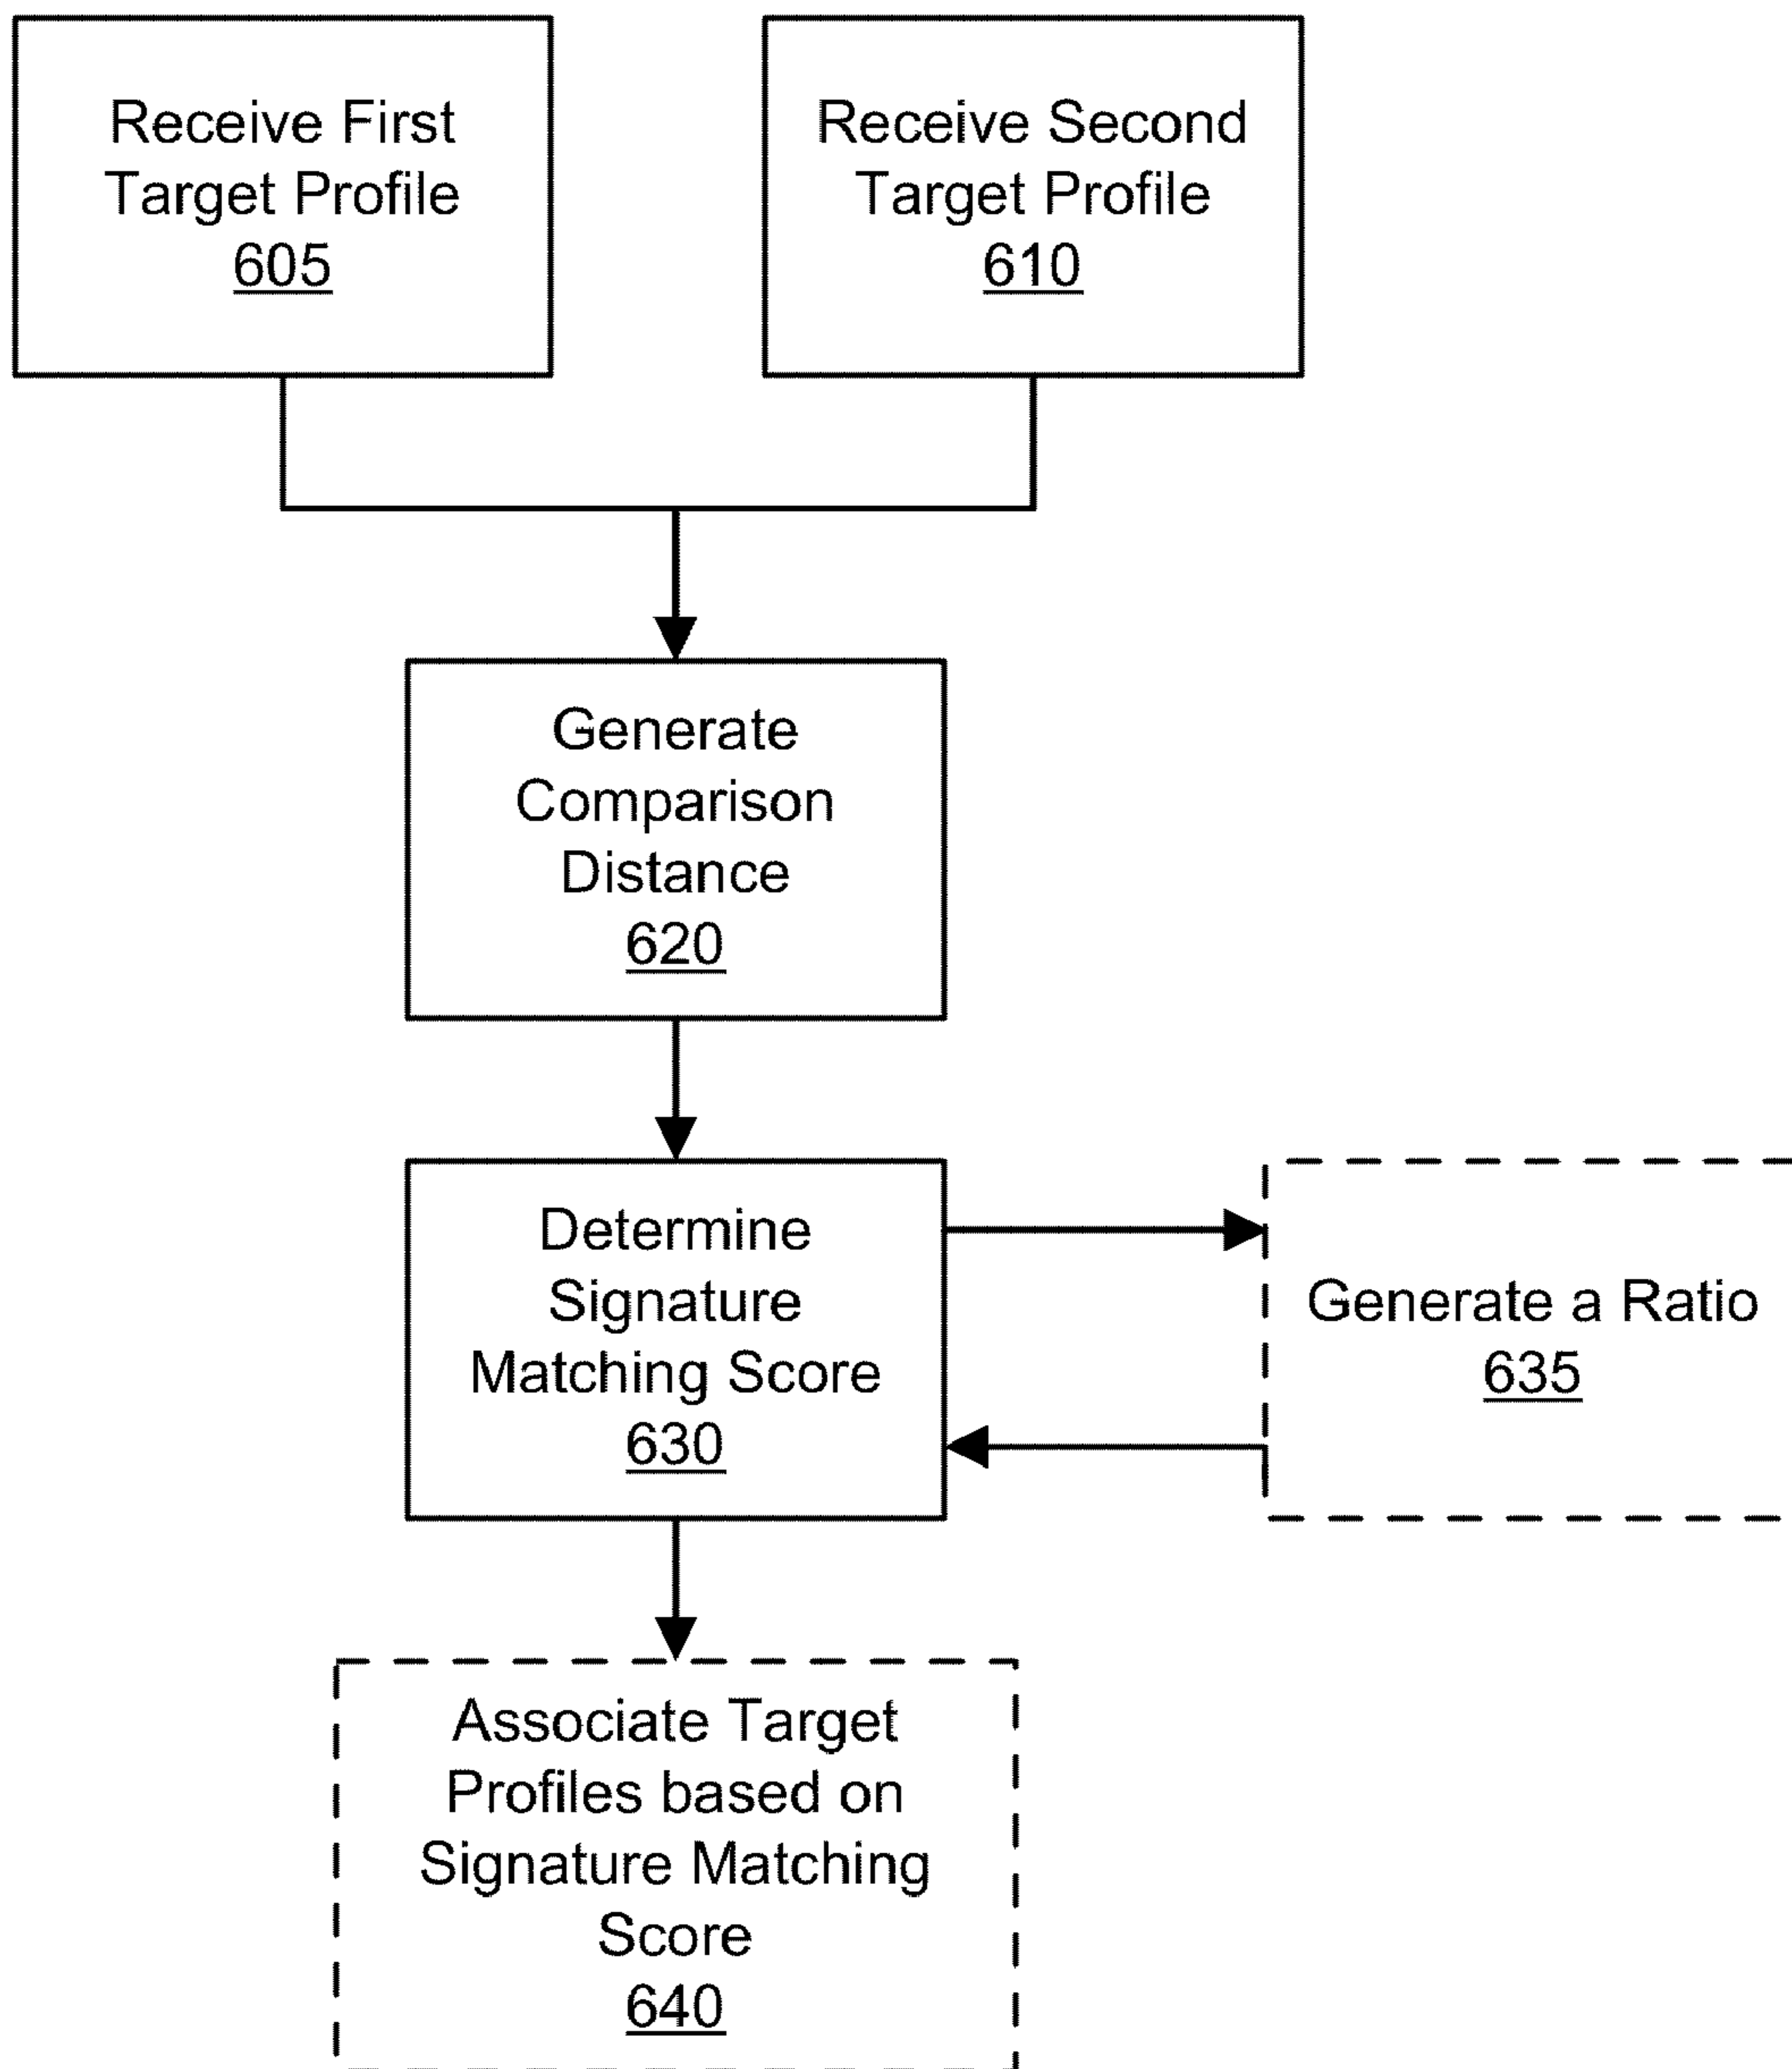 Receive First
Target Profile
605
Receive Second
Target Profile
610
Generate
Comparison
Distance
620
Determine
Signature
Matching Score
630
Generate a Ratio
635
Associate Target
Profiles based on
Signature Matching
Score
640